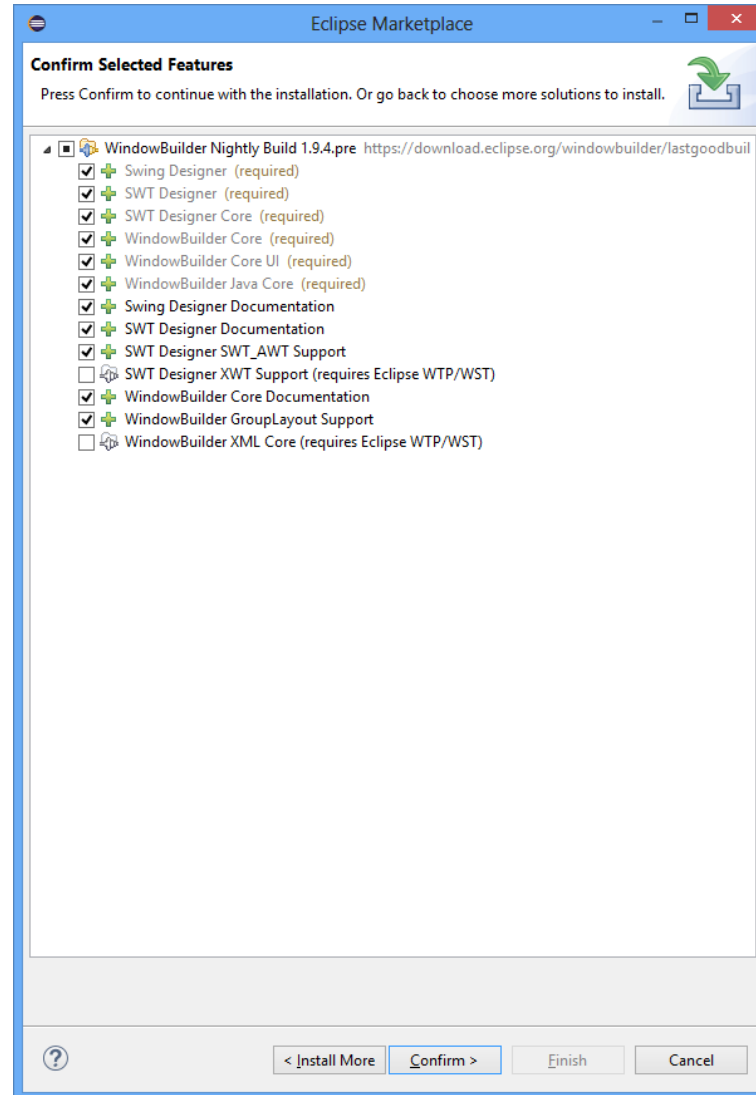 Eclipse Marketplace
Confirm Selected Features
Press Confirm to continue with the installation. Or go back to choose more solutions to install.
WindowBuilder Nightly Build 1.9.4.pre https://download.eclipse.org/windowbuilder/lastgoodbuil
Swing Designer (required)
SWT Designer (required)
SWT Designer Core (required)
WindowBuilder Core (required)
WindowBuilder Core UI (required)
WindowBuilder Java Core (required)
Swing Designer Documentation
SWT Designer Documentation
SWT Designer SWT_AWT Support
SWT Designer XWT Support (requires Eclipse WTP/WST)
WindowBuilder Core Documentation
WindowBuilder GroupLayout Support
WindowBuilder XML Core (requires Eclipse WTP/WST)
? < Install More Confirm > Finish Cancel